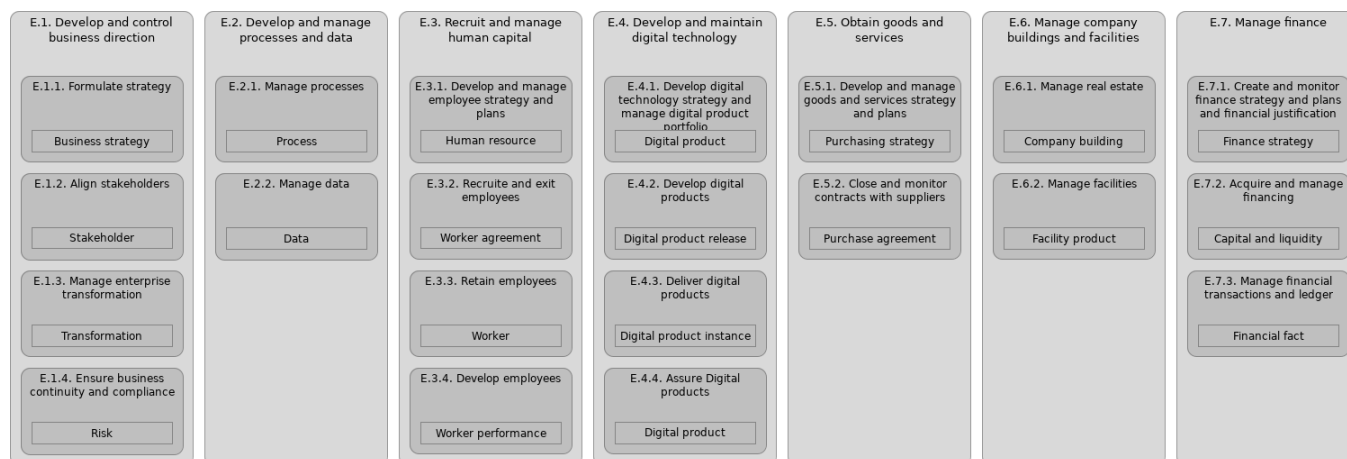 E.1. Develop and control
business direction
E.1.1. Formulate strategy
Business strategy
E.1.2. Align stakeholders
Stakeholder
E.1.3. Manage enterprise
transformation
Transformation
E.1.4. Ensure business
continuity and compliance
Risk
E.2. Develop and manage
processes and data
E.2.1. Manage processes
Process
E.2.2. Manage data
Data
E.3. Recruit and manage
human capital
E.3.1. Develop and manage
employee strategy and
plans
Human resource
E.3.2. Recruite and exit
employees
Worker agreement
E.3.3. Retain employees
Worker
E.3.4. Develop employees
Worker performance
E.4. Develop and maintain
digital technology
E.4.1. Develop digital
technology strategy and
manage digital product
portfolio
Digital product
E.4.2. Develop digital
products
Digital product release
E.4.3. Deliver digital
products
Digital product instance
E.4.4. Assure Digital
products
Digital product
E.5. Obtain goods and
services
E.5.1. Develop and manage
goods and services strategy
and plans
Purchasing strategy
E.5.2. Close and monitor
contracts with suppliers
Purchase agreement
E.6. Manage company
buildings and facilities
E.6.1. Manage real estate
Company building
E.6.2. Manage facilities
Facility product
E.7. Manage finance
E.7.1. Create and monitor
finance strategy and plans
and financial justification
Finance strategy
E.7.2. Acquire and manage
financing
Capital and liquidity
E.7.3. Manage financial
transactions and ledger
Financial fact